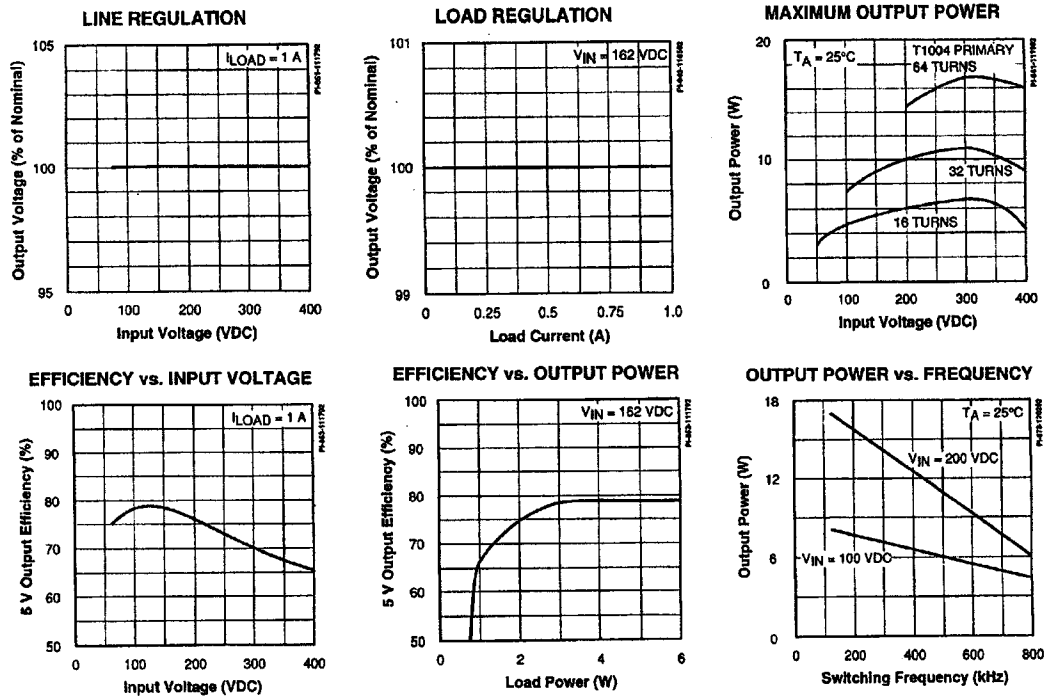 LINE REGULATION
Output Voltage (% of Nominal)
105
100
95
ILOAD = 1 A
0 100 200 300 400
Input Voltage (VDC)
LOAD REGULATION
Output Voltage (% of Nominal)
101
100
99
VIN = 162 VDC
0 0.25 0.5 0.75 1.0
Load Current (A)
MAXIMUM OUTPUT POWER
Output Power (W)
20
10
0
TA = 25°C
T1004 PRIMARY
64 TURNS
32 TURNS
16 TURNS
0 100 200 300 400
Input Voltage (VDC)
EFFICIENCY vs. INPUT VOLTAGE
5 V Output Efficiency (%)
100
90
80
70
60
50
ILOAD = 1 A
0 100 200 300 400
Input Voltage (VDC)
EFFICIENCY vs. OUTPUT POWER
5 V Output Efficiency (%)
100
90
80
70
60
50
VIN = 162 VDC
0 2 4 6
Load Power (W)
OUTPUT POWER vs. FREQUENCY
Output Power (W)
18
12
6
0
TA = 25°C
VIN = 200 VDC
VIN = 100 VDC
0 200 400 600 800
Switching Frequency (kHz)